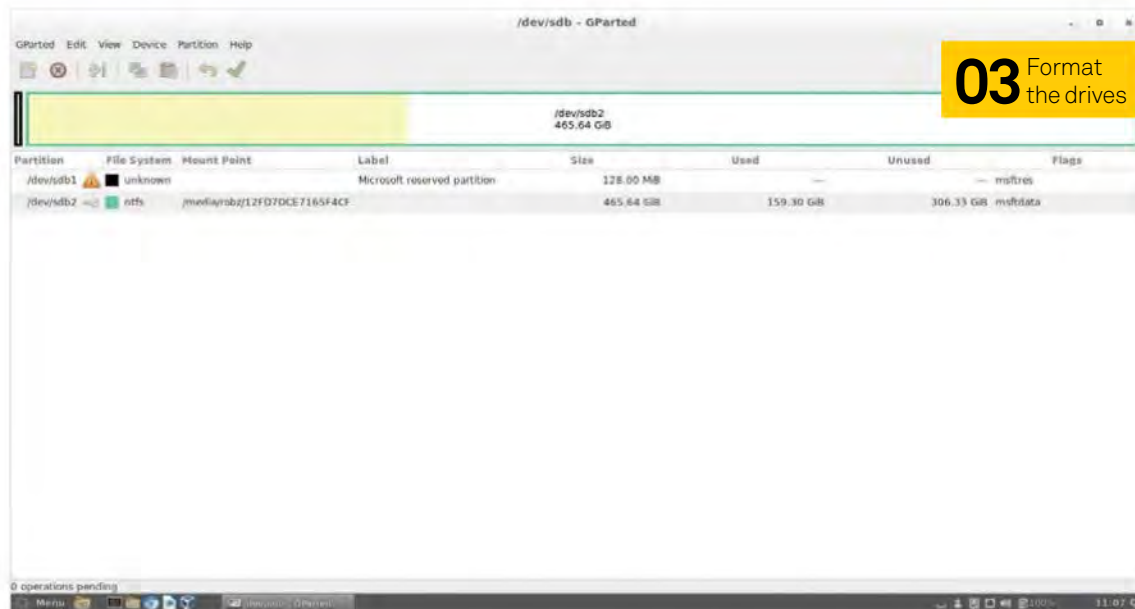 /dev/sdb - GParted
GParted Edit View Device Partition Help
03 Format
the drives
/dev/sdb2
465.64 GiB
Partition File System Mount Point Label Size Used Unused Flags
/dev/sdb1 unknown Microsoft reserved partition 128.00 MiB — — msftres
/dev/sdb2 ntfs 465.64 GiB 159.30 GiB 306.33 GiB msftdata
0 operations pending
Menu 100%